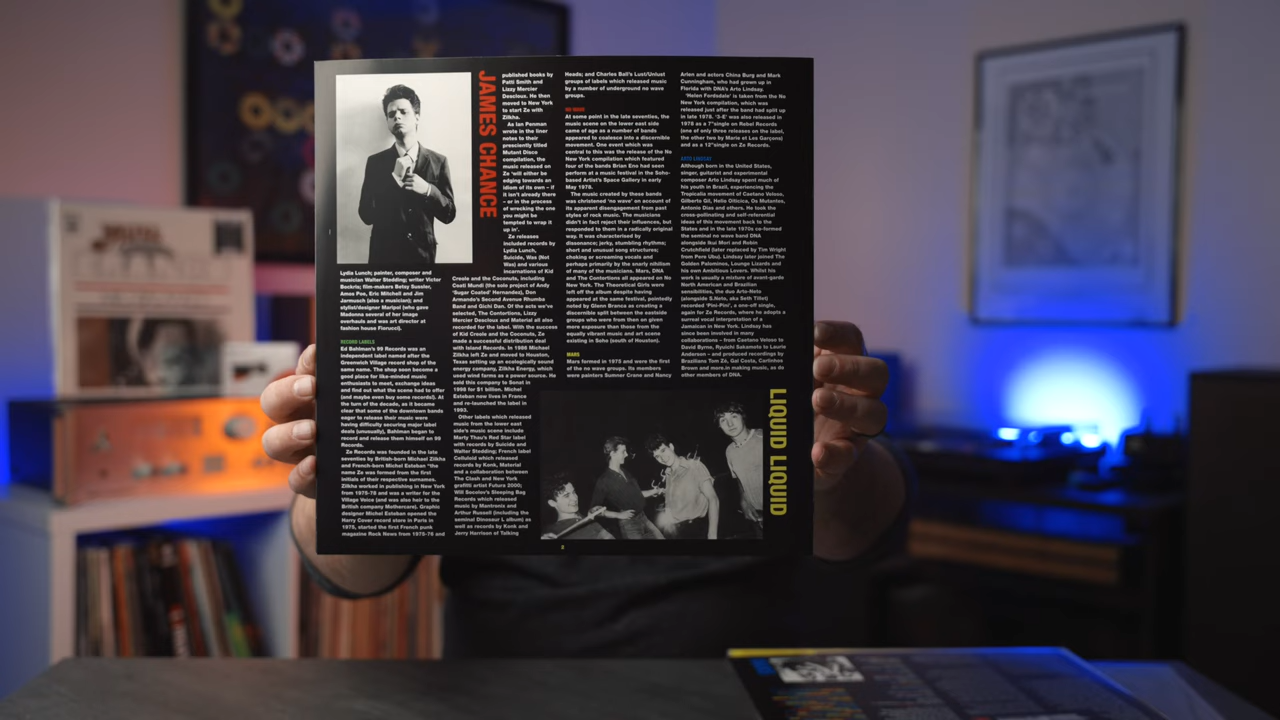 JAMES CHANCE
Lydia Lunch; painter, composer and
musician Walter Stedding; writer Victor
Bockris; film-makers Betsy Sussler,
Amos Poe, Eric Mitchell and Jim
Jarmusch (also a musician); and
stylist/designer Maripol (who gave
Madonna several of her image
overhauls and was art director at
fashion house Fiorucci).
RECORD LABELS
Ed Bahlman's 99 Records was an
independent label named after the
Greenwich Village record shop of the
same name. The shop soon became a
good place for like-minded music
enthusiasts to meet, exchange ideas
and find out what the scene had to offer
(and maybe even buy some records!). At
the turn of the decade, as it became
clear that some of the downtown bands
eager to release their music were
having difficulty securing major label
deals (unusually), Bahlman began to
record and release them himself on 99
Records.
Ze Records was founded in the late
seventies by British-born Michael Zilkha
and French-born Michel Esteban "the
name Ze was formed from the first
initials of their respective surnames.
Zilkha worked in publishing in New York
from 1975-76 and was a writer for the
Village Voice (and was also heir to the
British company Mothercare). Graphic
designer Michel Esteban opened the
Harry Cover record store in Paris in
1975, started the first French punk
magazine Rock News from 1975-76 and
published books by
Patti Smith and
Lizzy Mercier
Descloux. He then
moved to New York
to start Ze with
Zilkha.
As Ian Penman
wrote in the liner
notes to their
presciently titled
Mutant Disco
compilation, the
music released on
Ze 'will either be
edging towards an
idiom of its own – if
it isn't already there
– or in the process
of wrecking the one
you might be
tempted to wrap it
up in'.
Ze releases
included records by
Lydia Lunch,
Suicide, Was (Not
Was) and various
incarnations of Kid
Creole and the Coconuts, including
Coati Mundi (the solo project of Andy
'Sugar Coated' Hernandez), Don
Armando's Second Avenue Rhumba
Band and Gichi Dan. Of the acts we've
selected, The Contortions, Lizzy
Mercier Descloux and Material all also
recorded for the label. With the success
of Kid Creole and the Coconuts, Ze
made a successful distribution deal
with Island Records. In 1986 Michael
Zilkha left Ze and moved to Houston,
Texas setting up an ecologically sound
energy company, Zilkha Energy, which
used wind farms as a power source. He
sold this company to Sonat in
1998 for $1 billion. Michel
Esteban now lives in France
and re-launched the label in
1993.
Other labels which released
music from the lower east
side's music scene include
Marty Thau's Red Star label
with records by Suicide and
Walter Stedding; French label
Celluloid which released
records by Konk, Material
and a collaboration between
The Clash and New York
grafitti artist Futura 2000;
Will Socolov's Sleeping Bag
Records which released
music by Mantronix and
Arthur Russell (including the
seminal Dinosaur L album) as
well as records by Konk and
Jerry Harrison of Talking
Heads; and Charles Ball's Lust/Unlust
groups of labels which released music
by a number of underground no wave
groups.
NO WAVE
At some point in the late seventies, the
music scene on the lower east side
came of age as a number of bands
appeared to coalesce into a discernible
movement. One event which was
central to this was the release of the No
New York compilation which featured
four of the bands Brian Eno had seen
perform at a music festival in the Soho-
based Artist's Space Gallery in early
May 1978.
The music created by these bands
was christened 'no wave' on account of
its apparent disengagement from past
styles of rock music. The musicians
didn't in fact reject their influences, but
responded to them in a radically original
way. It was characterised by
dissonance; jerky, stumbling rhythms;
short and unusual song structures;
choking or screaming vocals and
perhaps primarily by the snarly nihilism
of many of the musicians. Mars, DNA
and The Contortions all appeared on No
New York. The Theoretical Girls were
left off the album despite having
appeared at the same festival, pointedly
noted by Glenn Branca as creating a
discernible split between the eastside
groups who were from then on given
more exposure than those from the
equally vibrant music and art scene
existing in Soho (south of Houston).
MARS
Mars formed in 1975 and were the first
of the no wave groups. Its members
were painters Sumner Crane and Nancy
Arlen and actors China Burg and Mark
Cunningham, who had grown up in
Florida with DNA's Arto Lindsay.
'Helen Fordsdale' is taken from the No
New York compilation, which was
released just after the band had split up
in late 1978. '3-E' was also released in
1978 as a 7"single on Rebel Records
(one of only three releases on the label,
the other two by Marie et Les Garçons)
and as a 12"single on Ze Records.
ARTO LINDSAY
Although born in the United States,
singer, guitarist and experimental
composer Arto Lindsay spent much of
his youth in Brazil, experiencing the
Tropicalia movement of Caetano Veloso,
Gilberto Gil, Helio Oiticica, Os Mutantes,
Antonio Dias and others. He took the
cross-pollinating and self-referential
ideas of this movement back to the
States and in the late 1970s co-formed
the seminal no wave band DNA
alongside Ikui Mori and Robin
Crutchfield (later replaced by Tim Wright
from Pere Ubu). Lindsay later joined The
Golden Palominos, Lounge Lizards and
his own Ambitious Lovers. Whilst his
work is usually a mixture of avant-garde
North American and Brazilian
sensibilities, the duo Arto-Neto
(alongside S.Neto, aka Seth Tillet)
recorded 'Pini-Pini', a one-off single,
again for Ze Records, where he adopts a
surreal vocal interpretation of a
Jamaican in New York. Lindsay has
since been involved in many
collaborations – from Caetano Veloso to
David Byrne, Ryuichi Sakamoto to Laurie
Anderson – and produced recordings by
Brazilians Tom Zé, Gal Costa, Carlinhos
Brown and more.in making music, as do
other members of DNA.
LIQUID LIQUID